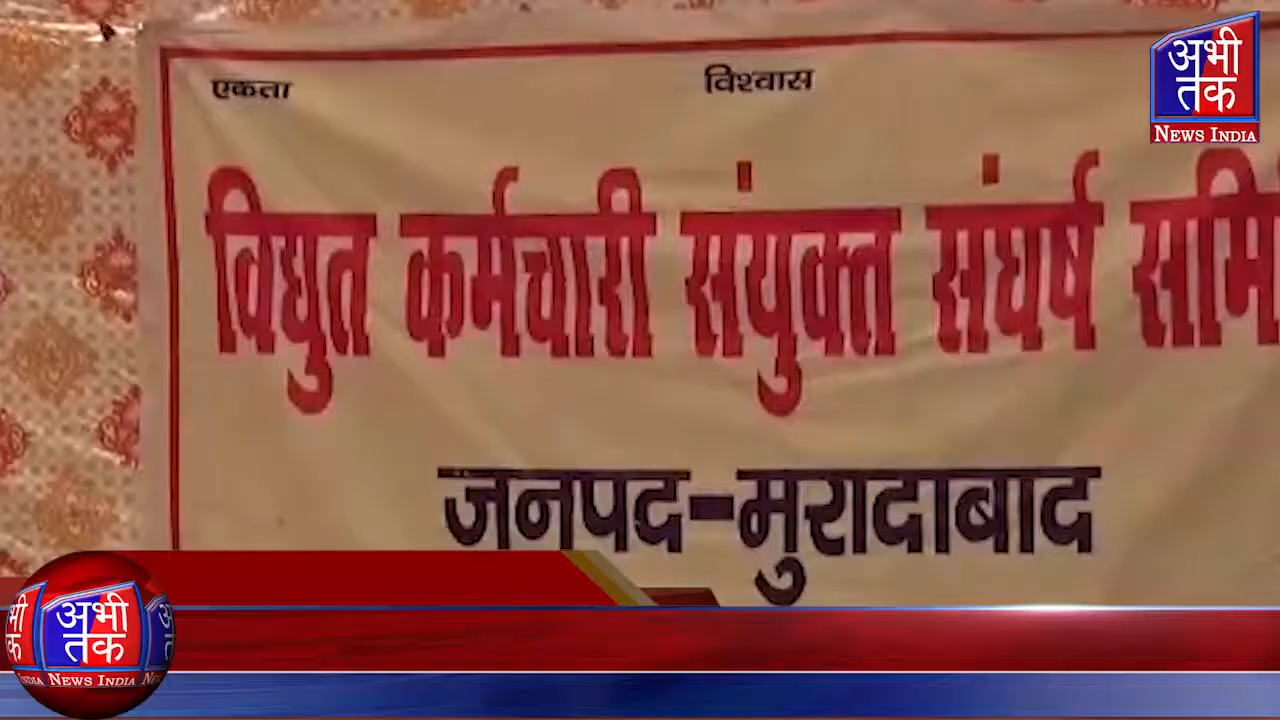 एकता विश्वास
अभी
तक
NEWS INDIA
विद्युत कर्मचारी संयुक्त संघर्ष
जनपद-मुरादाबाद
अभी
तक
NEWS INDIA